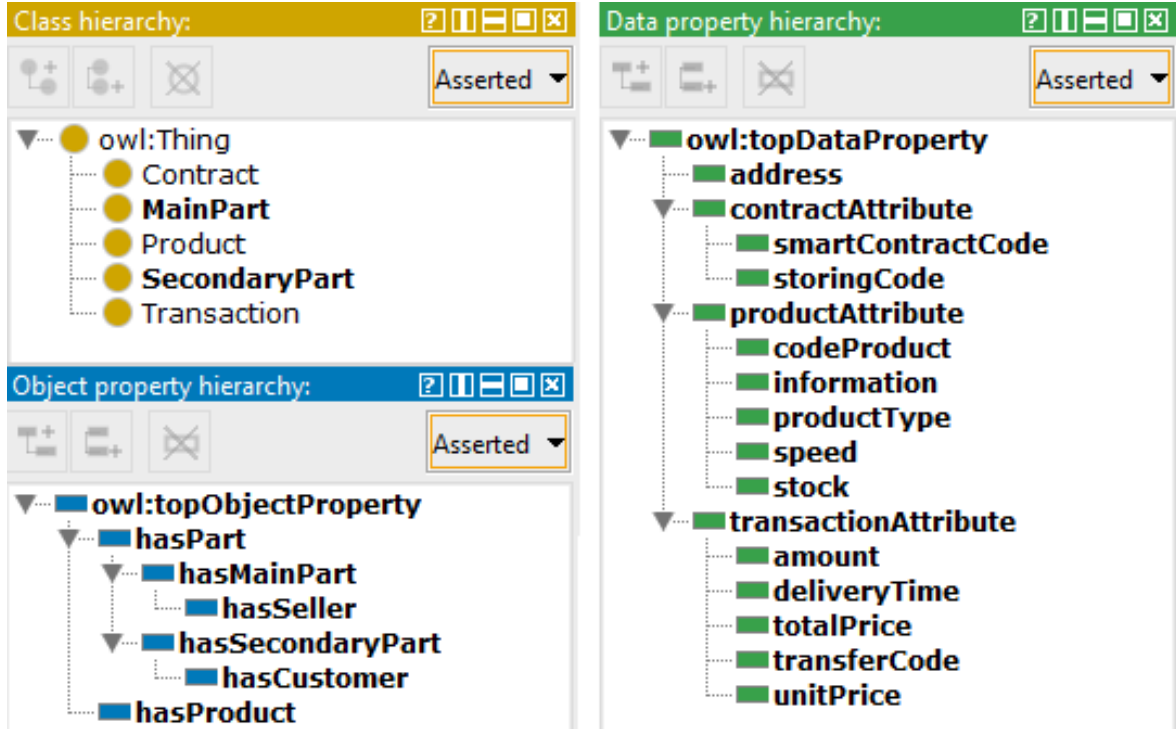 Class hierarchy:
Asserted
owl:Thing
Contract
MainPart
Product
SecondaryPart
Transaction
Object property hierarchy:
Asserted
owl:topObjectProperty
hasPart
hasMainPart
hasSeller
hasSecondaryPart
hasCustomer
hasProduct
Data property hierarchy:
Asserted
owl:topDataProperty
address
contractAttribute
smartContractCode
storingCode
productAttribute
codeProduct
information
productType
speed
stock
transactionAttribute
amount
deliveryTime
totalPrice
transferCode
unitPrice